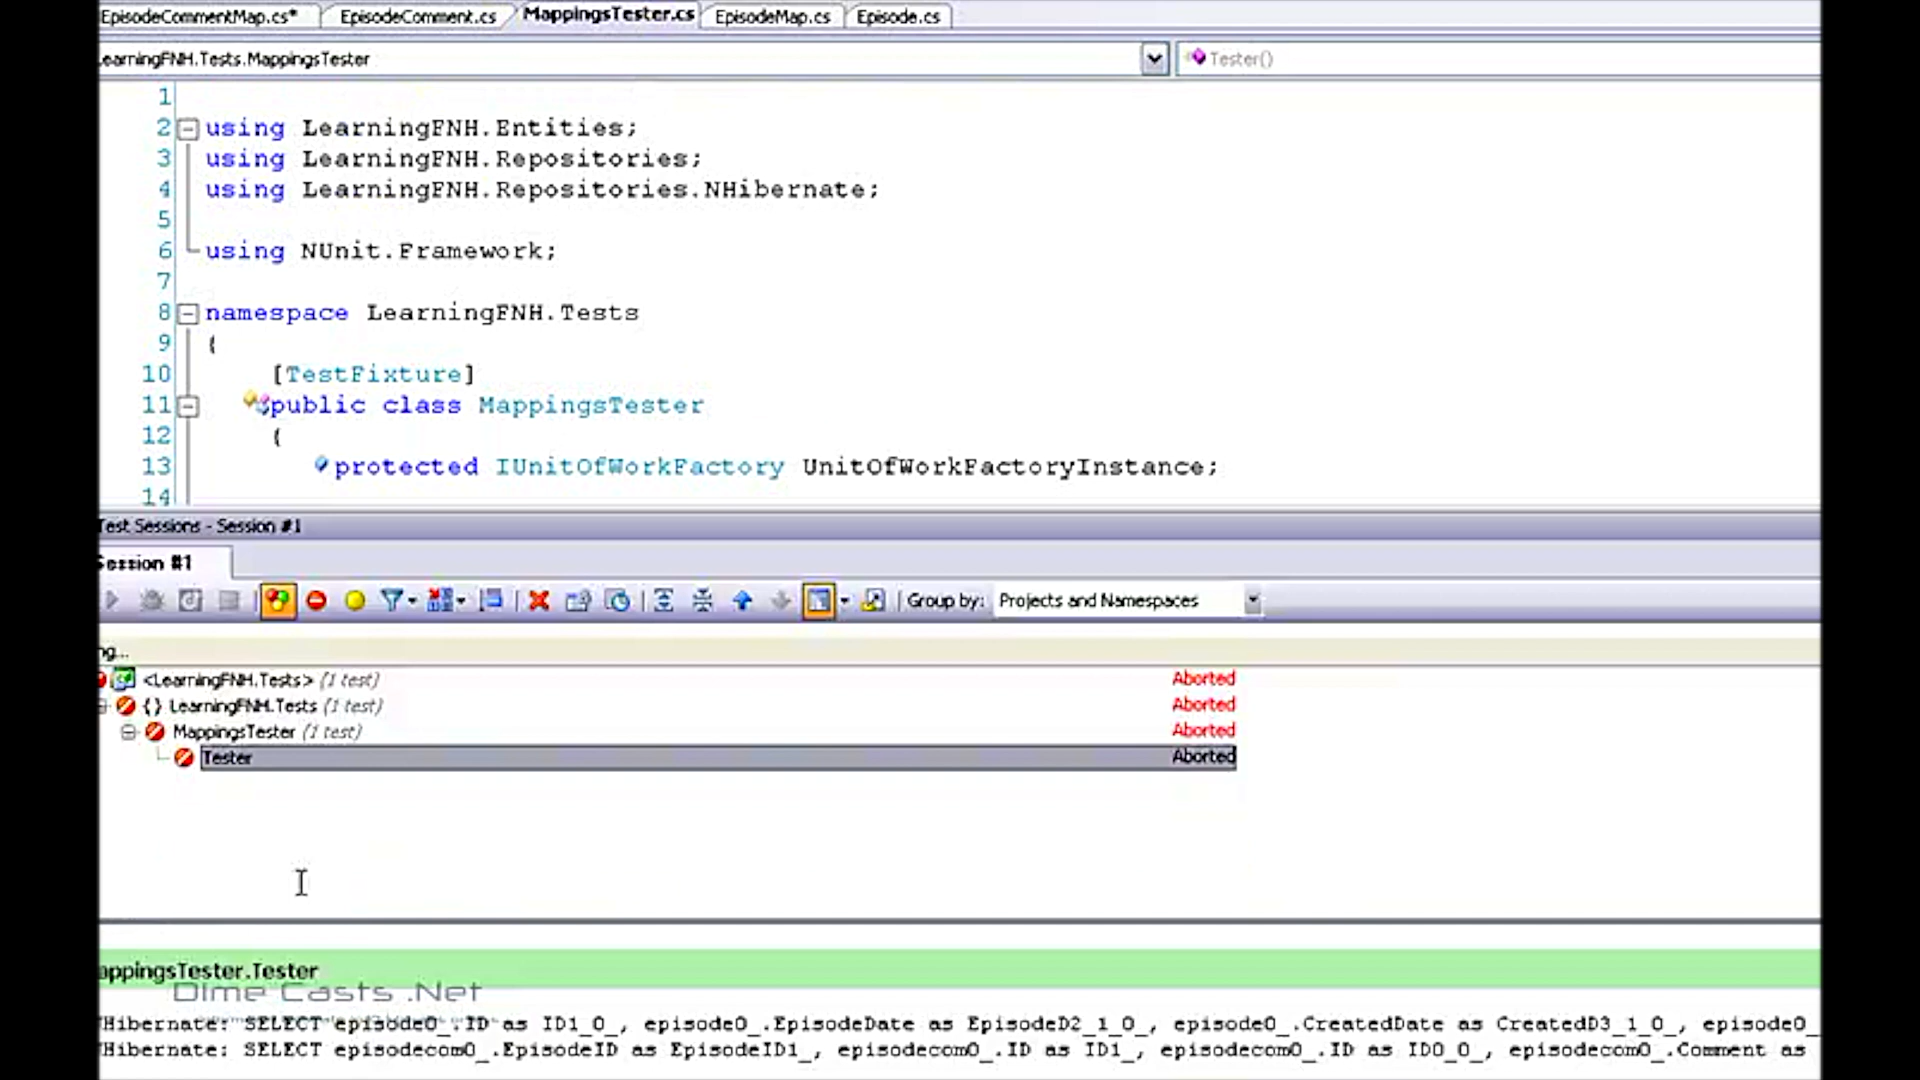 EpisodeCommentMap.cs* EpisodeComment.cs MappingsTester.cs EpisodeMap.cs Episode.cs
LearningFNH.Tests.MappingsTester Tester()
1
2 using LearningFNH.Entities;
3 using LearningFNH.Repositories;
4 using LearningFNH.Repositories.NHibernate;
5
6 using NUnit.Framework;
7
8 namespace LearningFNH.Tests
9 {
10 [TestFixture]
11 public class MappingsTester
12 {
13 protected IUnitOfWorkFactory UnitOfWorkFactoryInstance;
14
Test Sessions - Session #1
Session #1
Group by: Projects and Namespaces
ng...
<LearningFNH.Tests> (1 test) Aborted
{} LearningFNH.Tests (1 test) Aborted
MappingsTester (1 test) Aborted
Tester Aborted
appingsTester.Tester
Dime Casts .Net
NHibernate: SELECT episode0_.ID as ID1_0_, episode0_.EpisodeDate as EpisodeD2_1_0_, episode0_.CreatedDate as CreatedD3_1_0_, episode0_
NHibernate: SELECT episodecom0_.EpisodeID as EpisodeID1_, episodecom0_.ID as ID1_, episodecom0_.ID as ID0_0_, episodecom0_.Comment as